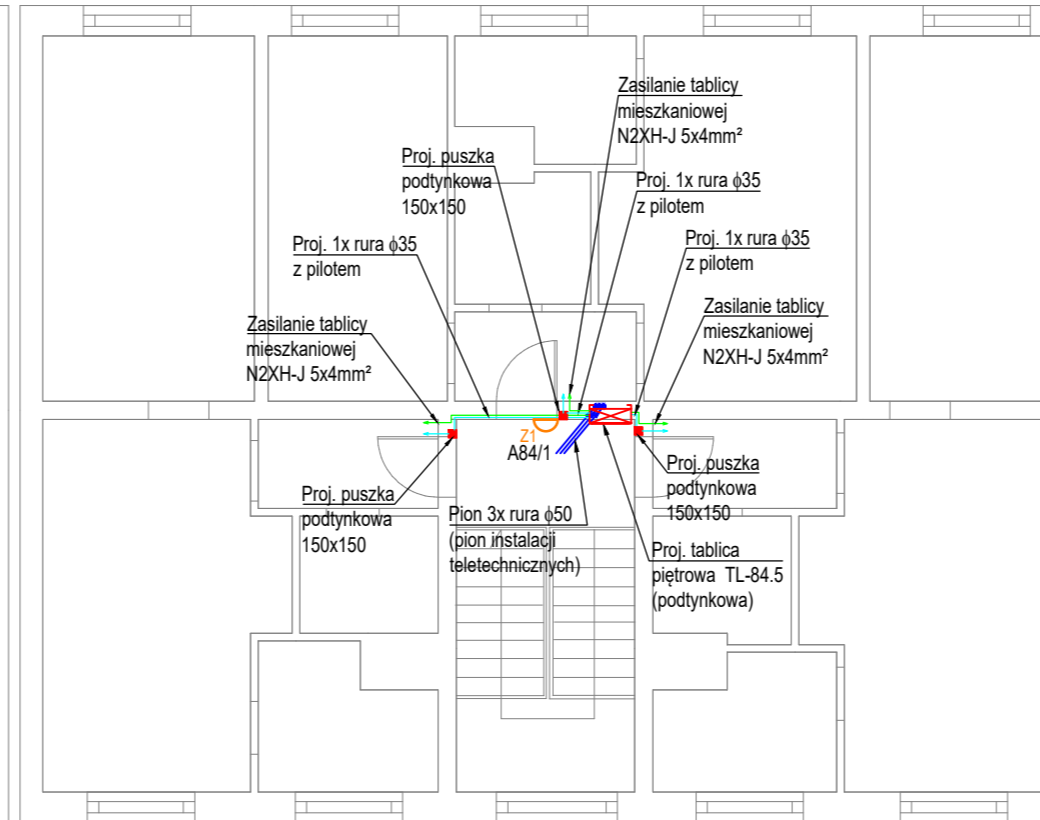 Zasilanie tablicy
mieszkaniowej
N2XH-J 5x4mm²
Proj. puszka
podtynkowa
150x150
Proj. 1x rura ϕ35
z pilotem
Proj. 1x rura ϕ35
z pilotem
Proj. 1x rura ϕ35
z pilotem
Zasilanie tablicy
mieszkaniowej
N2XH-J 5x4mm²
Zasilanie tablicy
mieszkaniowej
N2XH-J 5x4mm²
Z1
A84/1
Proj. puszka
podtynkowa
150x150
Proj. puszka
podtynkowa
150x150
Pion 3x rura ϕ50
(pion instalacji
teletechnicznych)
Proj. tablica
piętrowa TL-84.5
(podtynkowa)